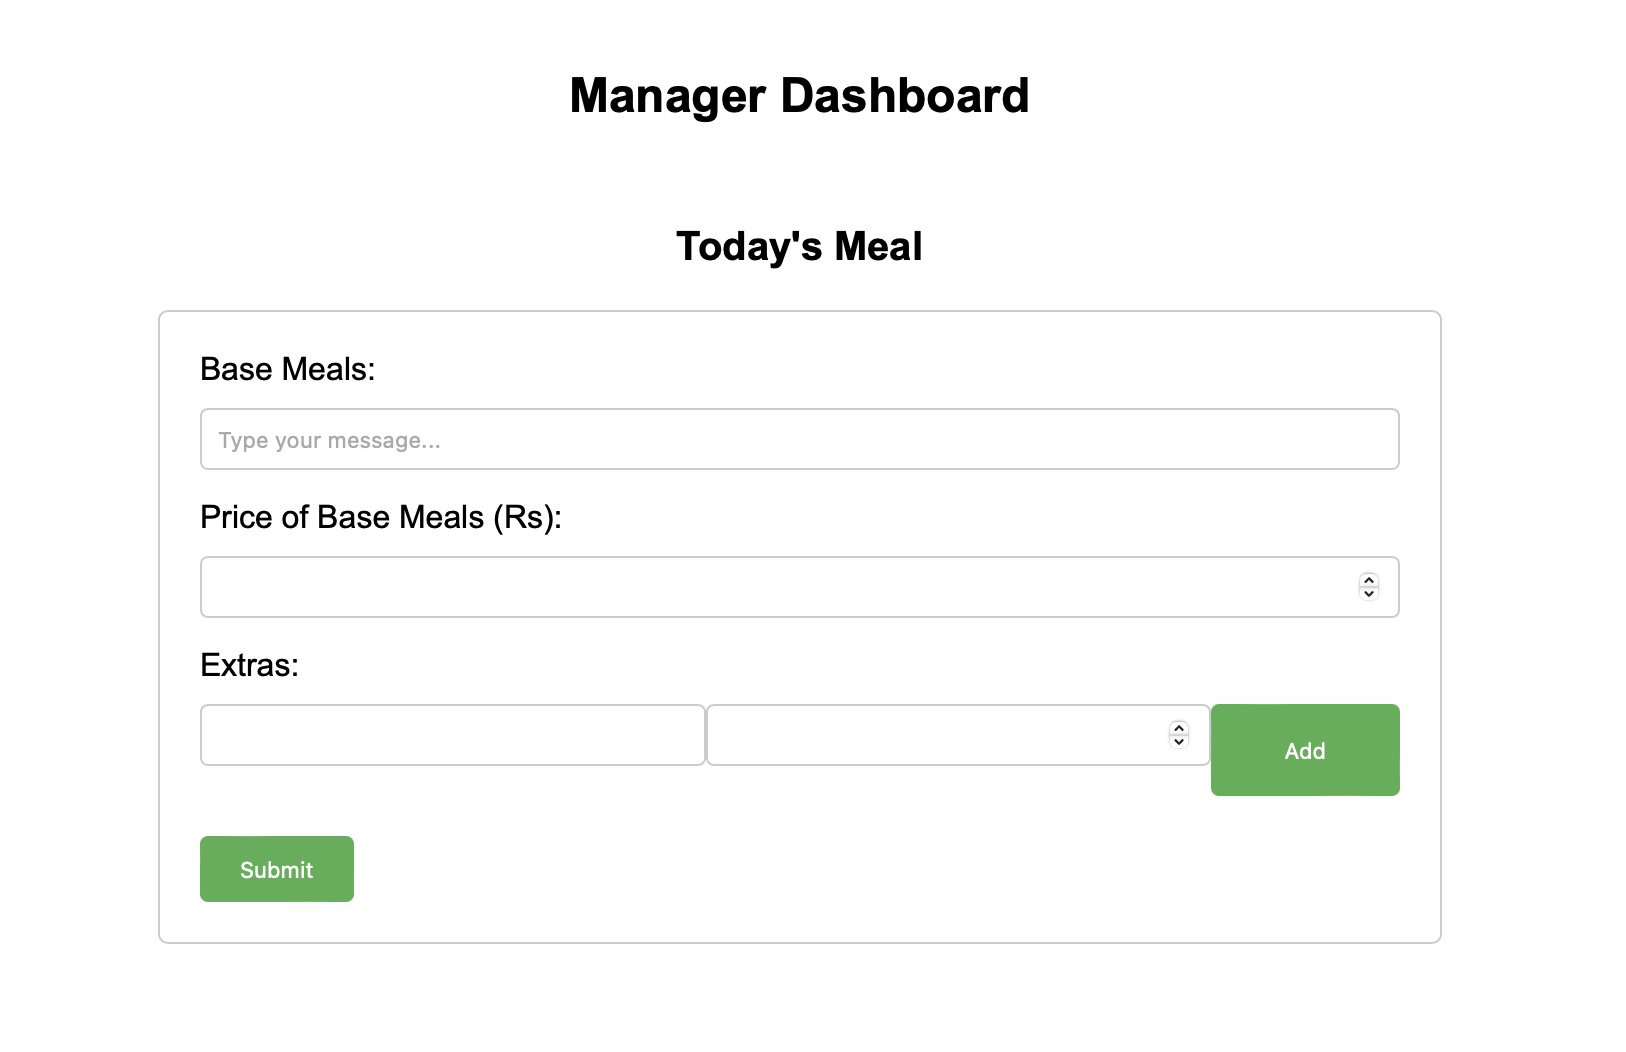 Manager Dashboard
Today's Meal
Base Meals:
Type your message...
Price of Base Meals (Rs):
Extras:
Add
Submit